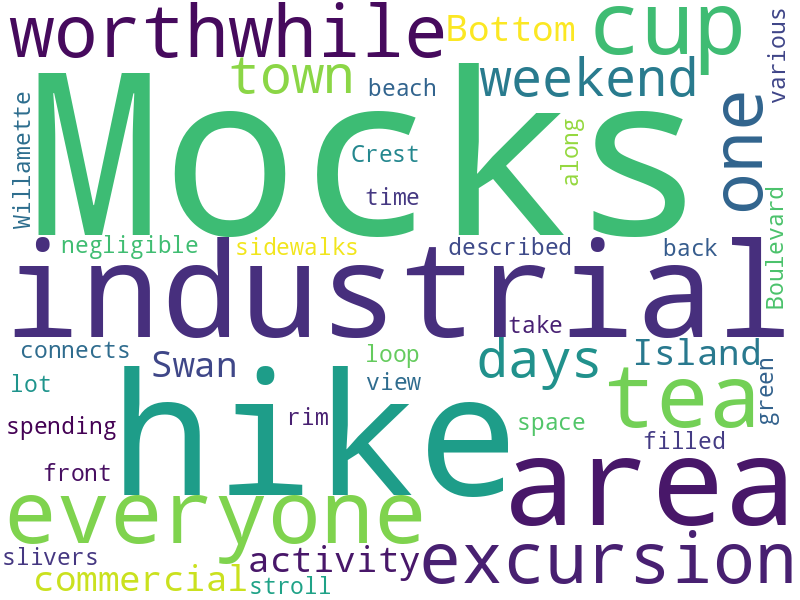 worthwhile
Bottom
cup
various
town
beach
weekend
Willamette
Mocks
Crest
along
one
time
negligible
sidewalks
described
back
Boulevard
industrial
take
connects
Swan
loop
days
Island
lot
view
green
hike
tea
spending
rim
space
filled
front
area
everyone
slivers
activity
excursion
commercial
stroll